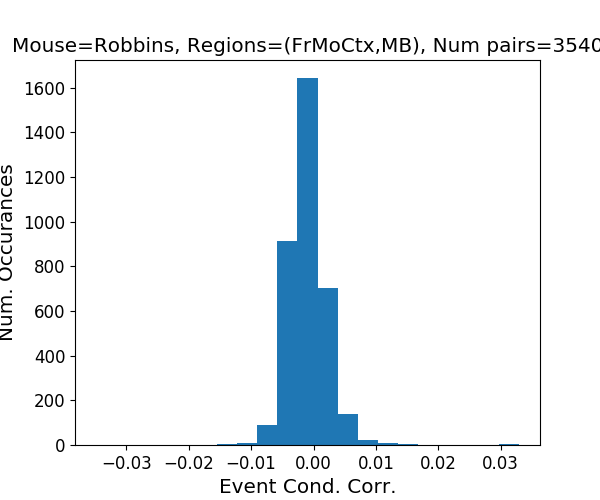 Mouse=Robbins, Regions=(FrMoCtx,MB), Num pairs=3540
Num. Occurances
1600
1400
1200
1000
800
600
400
200
0
−0.03 −0.02 −0.01 0.00 0.01 0.02 0.03
Event Cond. Corr.